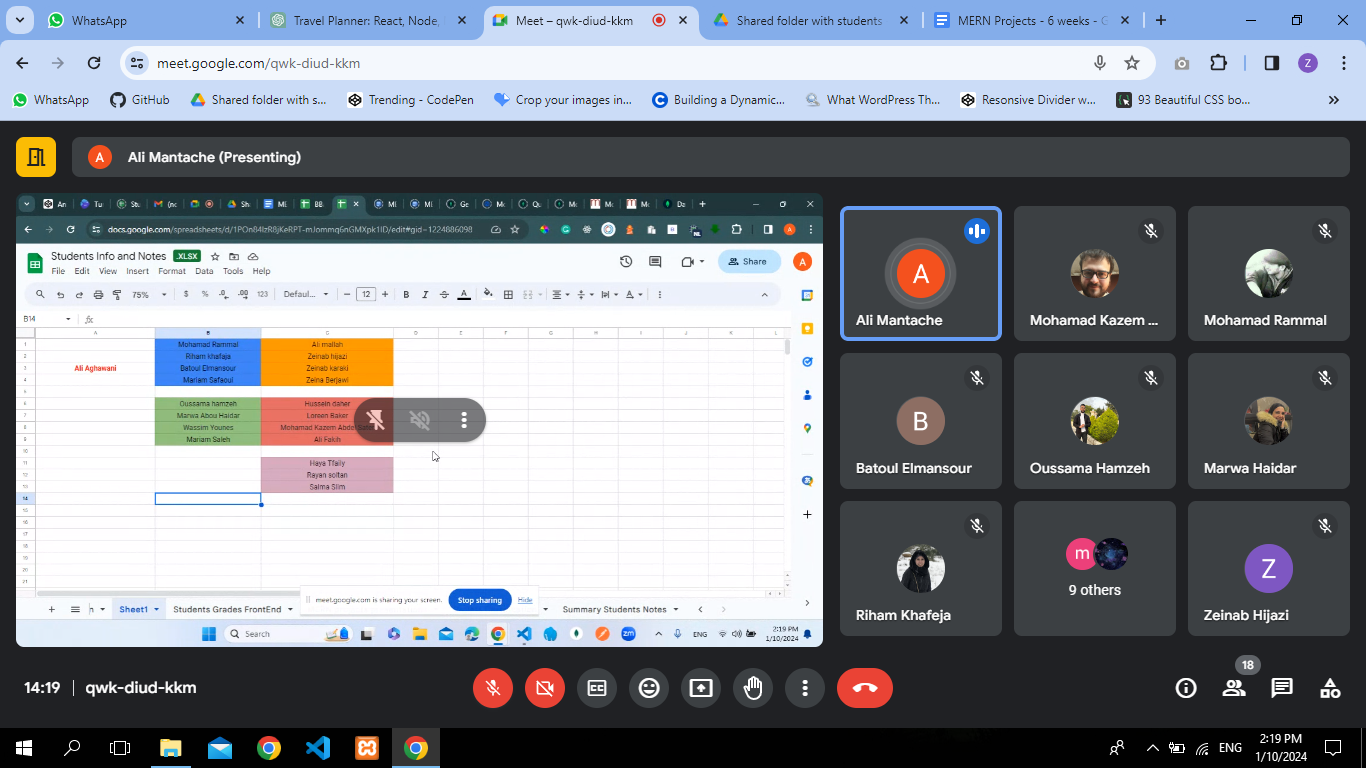 WhatsApp
Travel Planner: React, Node,
Meet – qwk-diud-kkm
Shared folder with students
MERN Projects - 6 weeks - G
meet.google.com/qwk-diud-kkm
Z
WhatsApp
GitHub
Shared folder with s...
Trending - CodePen
Crop your images in...
Building a Dynamic...
What WordPress Th...
Resonsive Divider w...
93 Beautiful CSS bo...
A
Ali Mantache (Presenting)
docs.google.com/spreadsheets/d/1POn84lzR8jKeRPT-mJommq6nGMXpk1ID/edit#gid=1224886098
Students Info and Notes .XLSX
File Edit View Insert Format Data Tools Help
Share
A
75% $ % .0 .00 123 Defaul... 12 B I A
B14 fx
A B C D E F G H I J K L
1 Mohamad Rammal Ali mallah
2 Riham khafaja Zeinab hijazi
3 Ali Aghawani Batoul Elmansour Zeinab karaki
4 Mariam Safaoui Zeina Berjawi
5
6 Oussama hamzeh Hussein daher
7 Marwa Abou Haidar Loreen Baker
8 Wassim Younes Mohamad Kazem Abde
9 Mariam Saleh Ali Fakih
10
11 Haya Tfaily
12 Rayan soltan
13 Salma Slim
14
15
16
17
18
19
20
21
Sheet1
Students Grades FrontEnd
Summary Students Notes
meet.google.com is sharing your screen.
Stop sharing
Hide
Search
ENG
2:19 PM
1/10/2024
A
Ali Mantache
Mohamad Kazem ...
Mohamad Rammal
B
Batoul Elmansour
Oussama Hamzeh
Marwa Haidar
Riham Khafeja
m
9 others
Z
Zeinab Hijazi
14:19 | qwk-diud-kkm
18
ENG
2:19 PM
1/10/2024